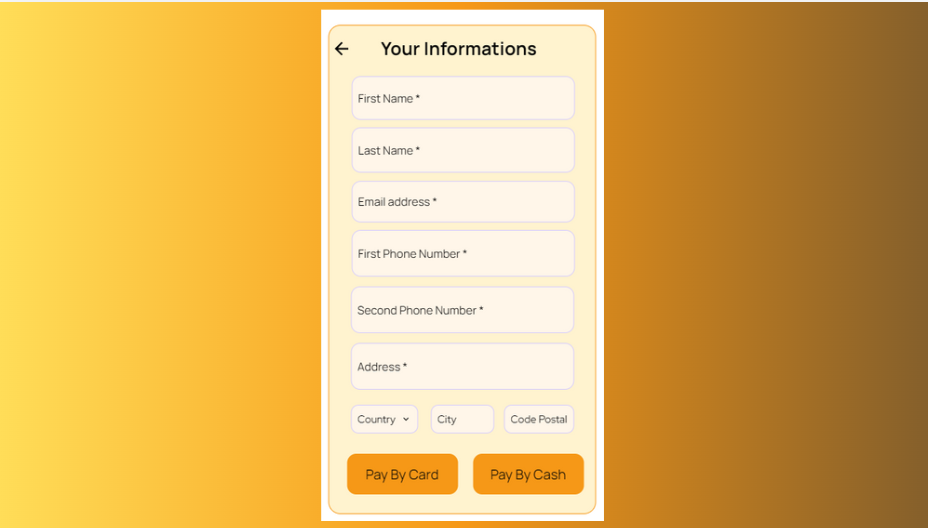 Your Informations
First Name *
Last Name *
Email address *
First Phone Number *
Second Phone Number *
Address *
Country City Code Postal
Pay By Card Pay By Cash